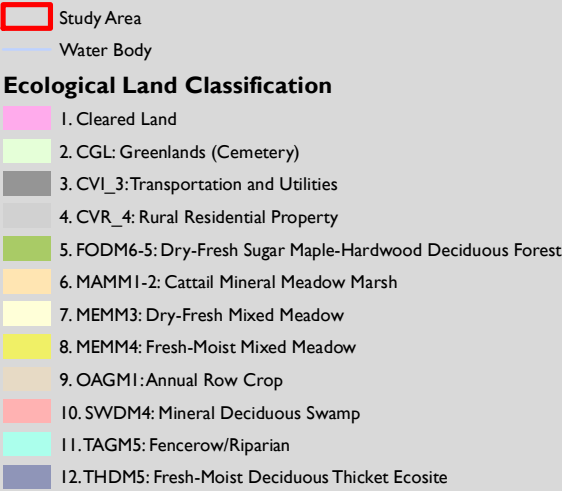 Study Area
Water Body
Ecological Land Classification
1. Cleared Land
2. CGL: Greenlands (Cemetery)
3. CVI_3: Transportation and Utilities
4. CVR_4: Rural Residential Property
5. FODM6-5: Dry-Fresh Sugar Maple-Hardwood Deciduous Forest
6. MAMM1-2: Cattail Mineral Meadow Marsh
7. MEMM3: Dry-Fresh Mixed Meadow
8. MEMM4: Fresh-Moist Mixed Meadow
9. OAGM1: Annual Row Crop
10. SWDM4: Mineral Deciduous Swamp
11. TAGM5: Fencerow/Riparian
12. THDM5: Fresh-Moist Deciduous Thicket Ecosite